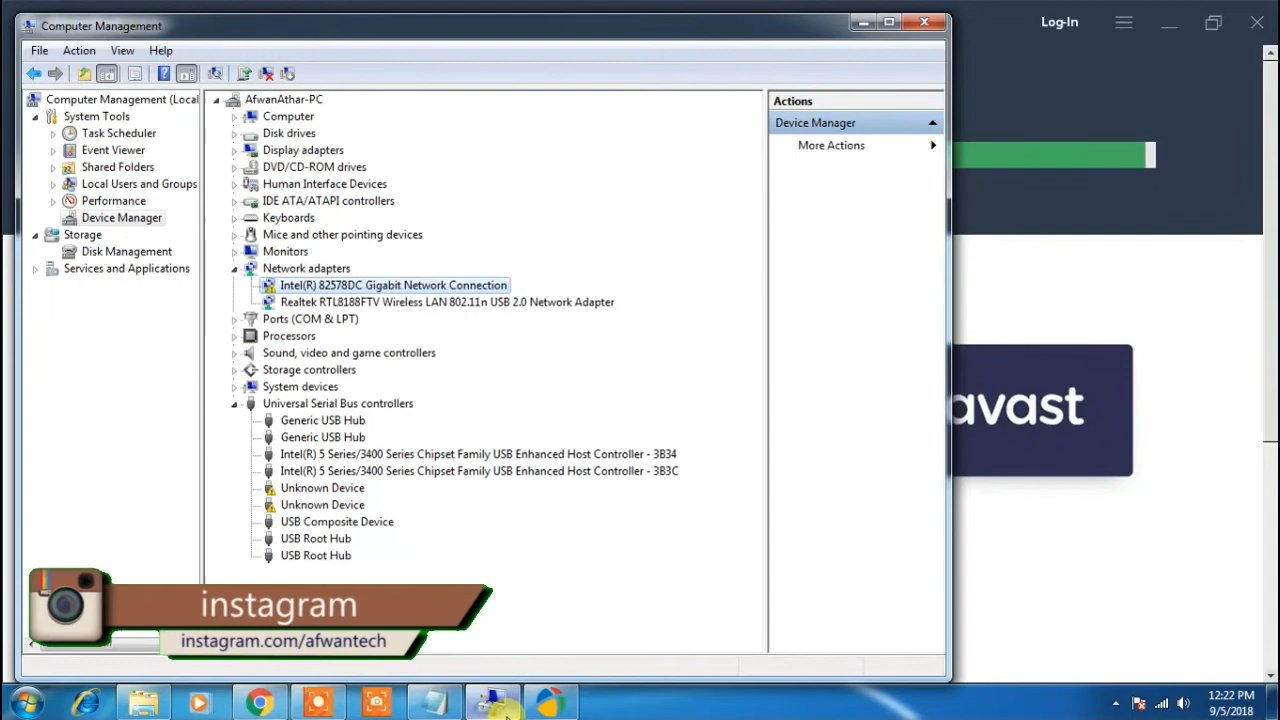 Computer Management
Log-In
File Action View Help
Computer Management (Local
System Tools
Task Scheduler
Event Viewer
Shared Folders
Local Users and Groups
Performance
Device Manager
Storage
Disk Management
Services and Applications
AfwanAthar-PC
Computer
Disk drives
Display adapters
DVD/CD-ROM drives
Human Interface Devices
IDE ATA/ATAPI controllers
Keyboards
Mice and other pointing devices
Monitors
Network adapters
Intel(R) 82578DC Gigabit Network Connection
Realtek RTL8188FTV Wireless LAN 802.11n USB 2.0 Network Adapter
Ports (COM & LPT)
Processors
Sound, video and game controllers
Storage controllers
System devices
Universal Serial Bus controllers
Generic USB Hub
Generic USB Hub
Intel(R) 5 Series/3400 Series Chipset Family USB Enhanced Host Controller - 3B34
Intel(R) 5 Series/3400 Series Chipset Family USB Enhanced Host Controller - 3B3C
Unknown Device
Unknown Device
USB Composite Device
USB Root Hub
USB Root Hub
Actions
Device Manager
More Actions
avast
instagram
instagram.com/afwantech
12:22 PM
9/5/2018